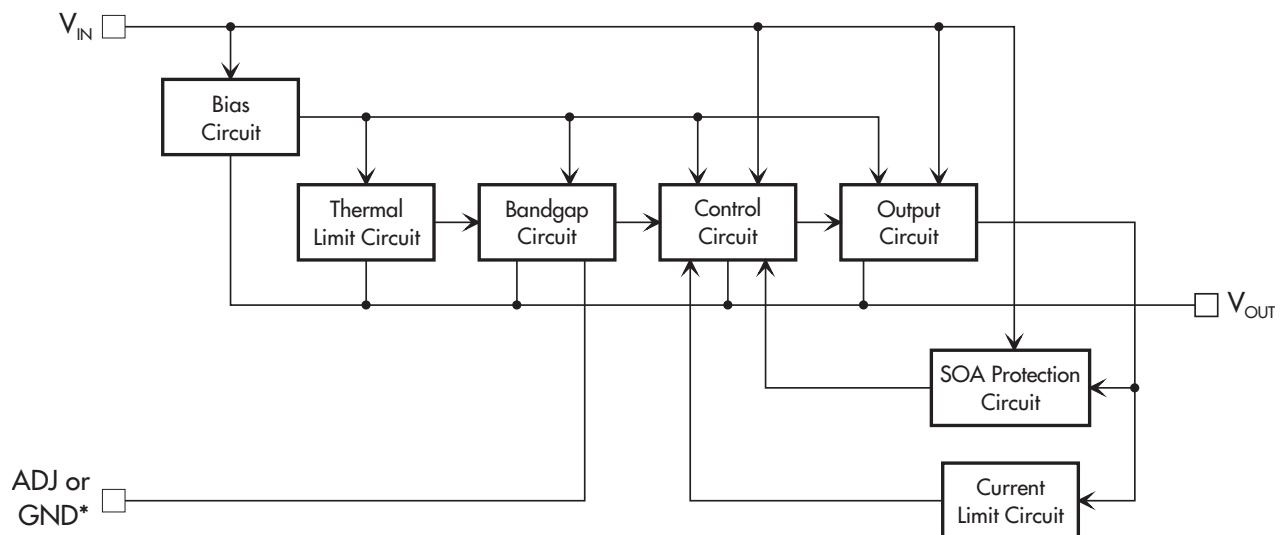 VIN
Bias
Circuit
Thermal
Limit Circuit
Bandgap
Circuit
Control
Circuit
Output
Circuit
VOUT
SOA Protection
Circuit
ADJ or
GND*
Current
Limit Circuit